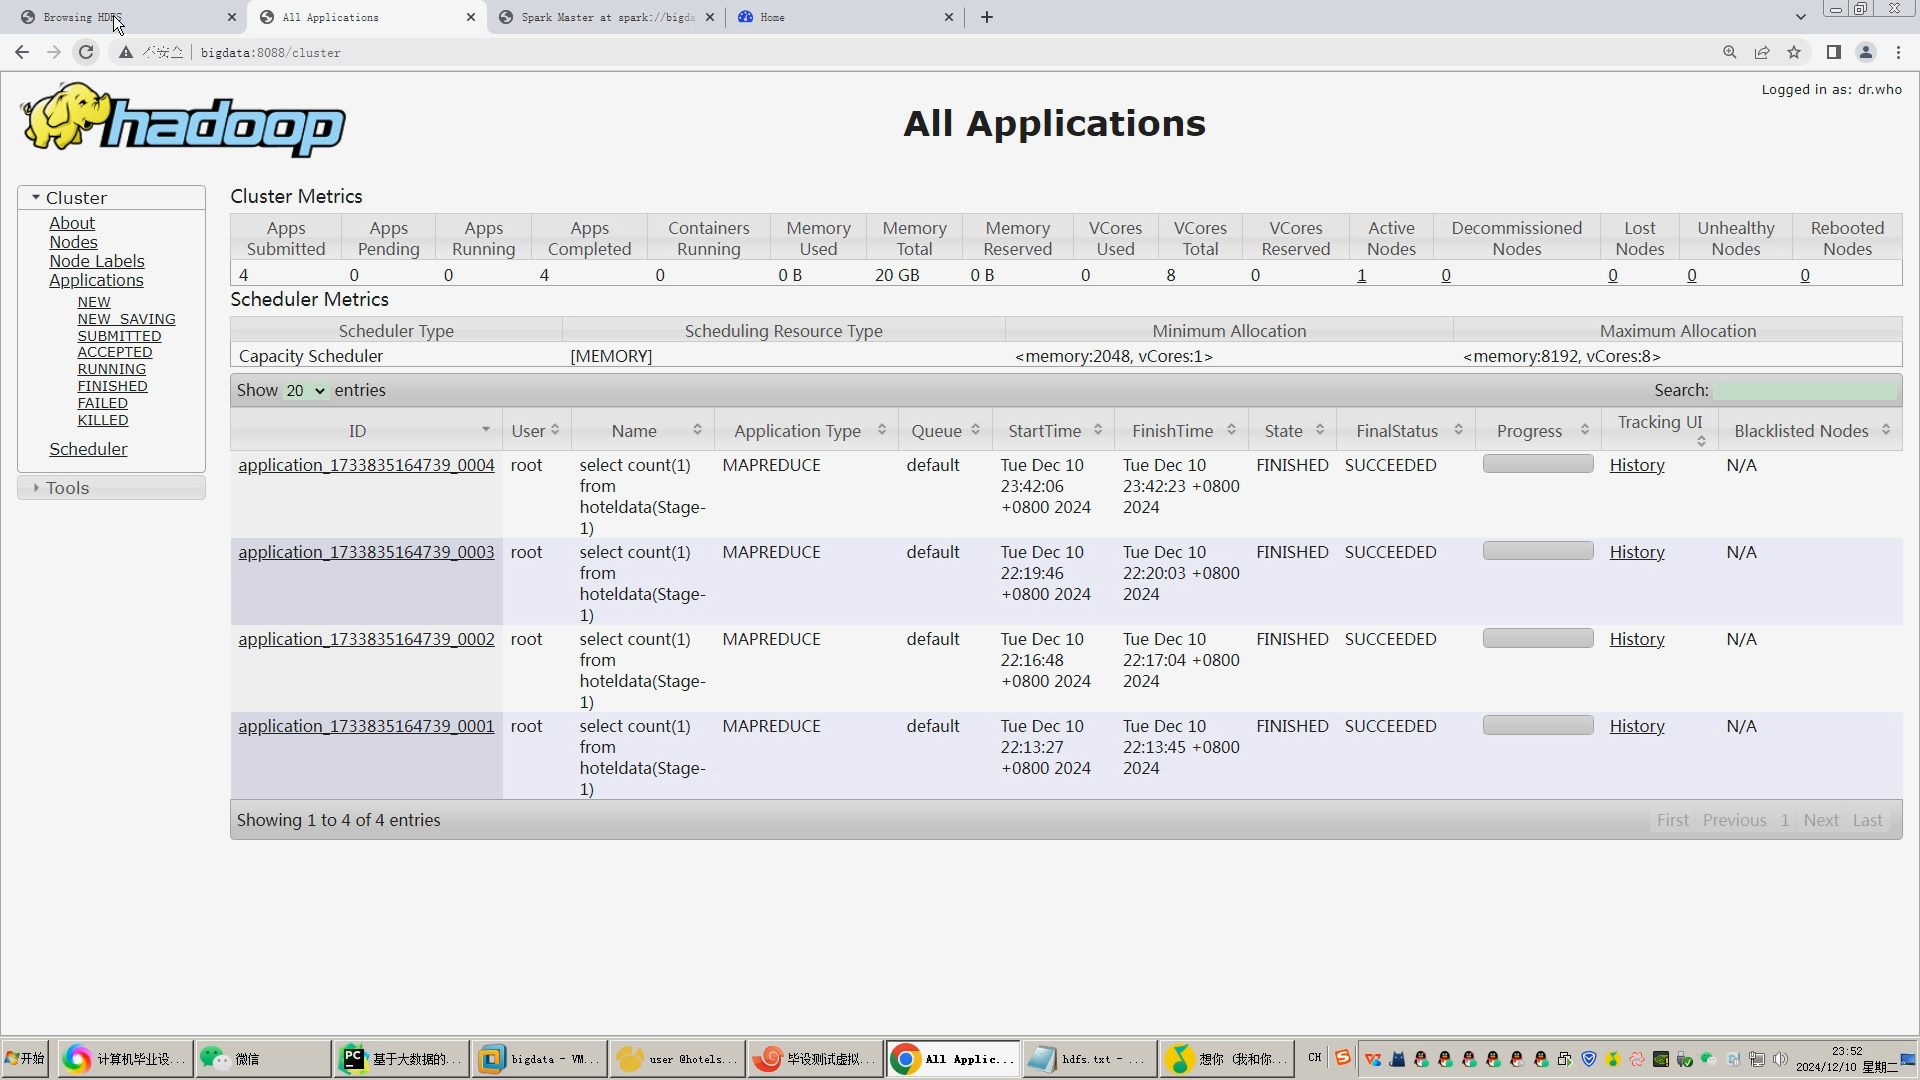 Browsing HDFS
All Applications
Spark Master at spark://bigda
Home
不安全
bigdata:8088/cluster
Logged in as: dr.who
hadoop
All Applications
Cluster
About
Nodes
Node Labels
Applications
NEW
NEW_SAVING
SUBMITTED
ACCEPTED
RUNNING
FINISHED
FAILED
KILLED
Scheduler
Tools
Cluster Metrics
Apps Submitted Apps Pending Apps Running Apps Completed Containers Running Memory Used Memory Total Memory Reserved VCores Used VCores Total VCores Reserved Active Nodes Decommissioned Nodes Lost Nodes Unhealthy Nodes Rebooted Nodes
4 0 0 4 0 0 B 20 GB 0 B 0 8 0 1 0 0 0 0
Scheduler Metrics
Scheduler Type Scheduling Resource Type Minimum Allocation Maximum Allocation
Capacity Scheduler [MEMORY] <memory:2048, vCores:1> <memory:8192, vCores:8>
Show 20 entries Search:
ID User Name Application Type Queue StartTime FinishTime State FinalStatus Progress Tracking UI Blacklisted Nodes
application_1733835164739_0004 root select count(1) MAPREDUCE default Tue Dec 10 Tue Dec 10 FINISHED SUCCEEDED History N/A
from 23:42:06 23:42:23 +0800
hoteldata(Stage- +0800 2024 2024
1)
application_1733835164739_0003 root select count(1) MAPREDUCE default Tue Dec 10 Tue Dec 10 FINISHED SUCCEEDED History N/A
from 22:19:46 22:20:03 +0800
hoteldata(Stage- +0800 2024 2024
1)
application_1733835164739_0002 root select count(1) MAPREDUCE default Tue Dec 10 Tue Dec 10 FINISHED SUCCEEDED History N/A
from 22:16:48 22:17:04 +0800
hoteldata(Stage- +0800 2024 2024
1)
application_1733835164739_0001 root select count(1) MAPREDUCE default Tue Dec 10 Tue Dec 10 FINISHED SUCCEEDED History N/A
from 22:13:27 22:13:45 +0800
hoteldata(Stage- +0800 2024 2024
1)
Showing 1 to 4 of 4 entries First Previous 1 Next Last
开始
计算机毕业设...
微信
PC
基于大数据的...
bigdata - VM...
user @hotels...
毕设测试虚拟...
All Applic...
hdfs.txt - ...
想你 (我和你...
CH
23:52
2024/12/10 星期二